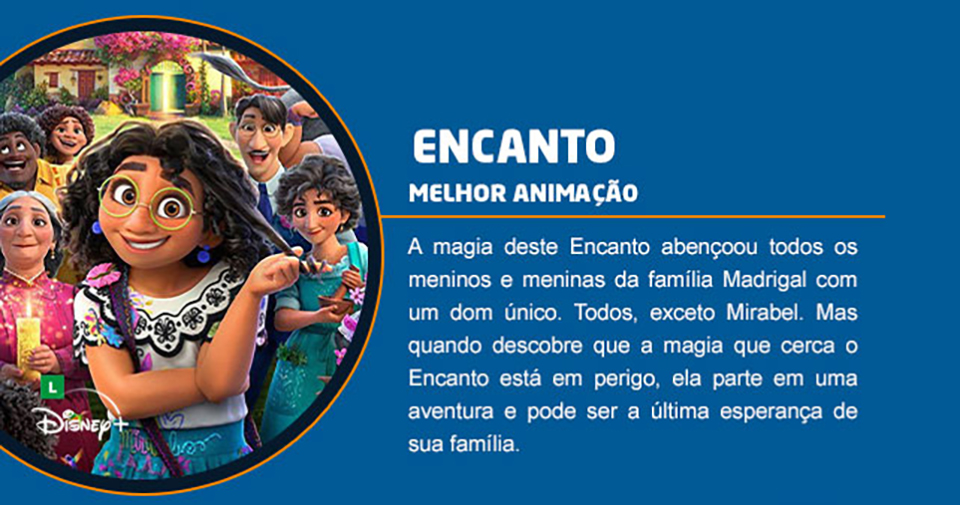 ENCANTO
MELHOR ANIMAÇÃO
A magia deste Encanto abençoou todos os
meninos e meninas da família Madrigal com
um dom único. Todos, exceto Mirabel. Mas
quando descobre que a magia que cerca o
Encanto está em perigo, ela parte em uma
aventura e pode ser a última esperança de
sua família.
L
Disney+